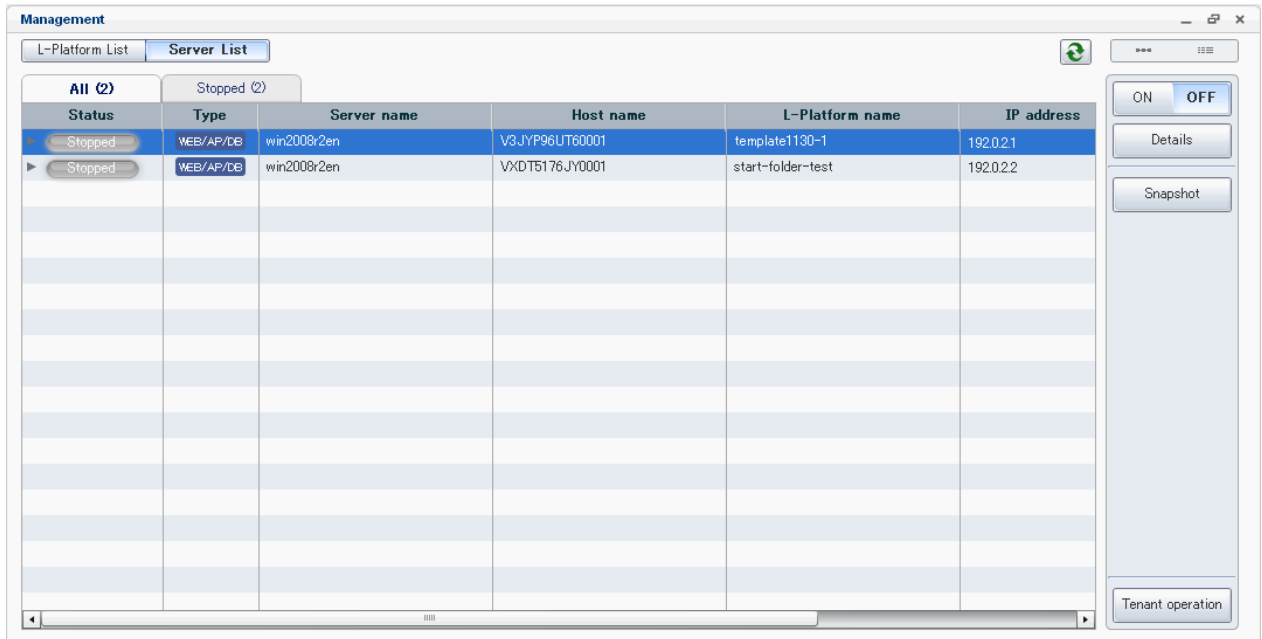 Management
L-Platform List Server List
All (2) Stopped (2)
ON OFF
Status Type Server name Host name L-Platform name IP address
Stopped WEB/AP/DB win2008r2en V3JYP96UT60001 template1130-1 192.0.2.1
Details
Stopped WEB/AP/DB win2008r2en VXDT5176JY0001 start-folder-test 192.0.2.2
Snapshot
Tenant operation